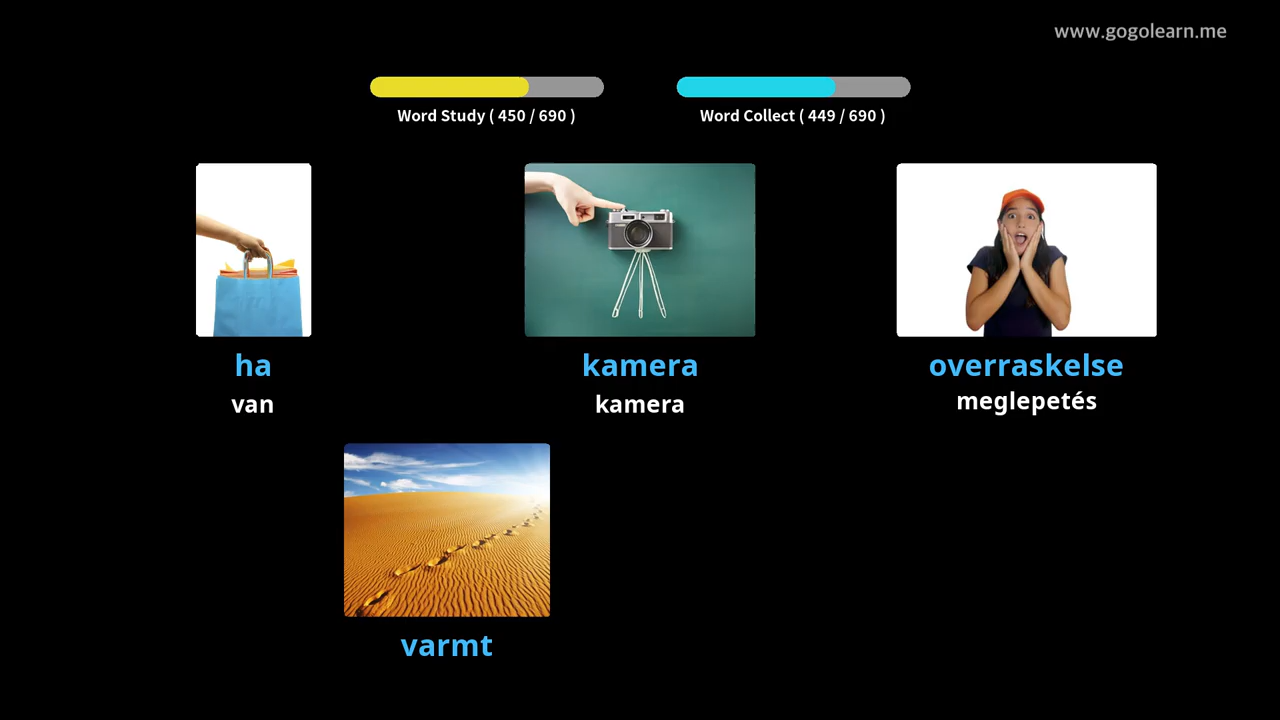 www.gogolearn.me
Word Study ( 450 / 690 )
Word Collect ( 449 / 690 )
ha
van
kamera
kamera
overraskelse
meglepetés
varmt